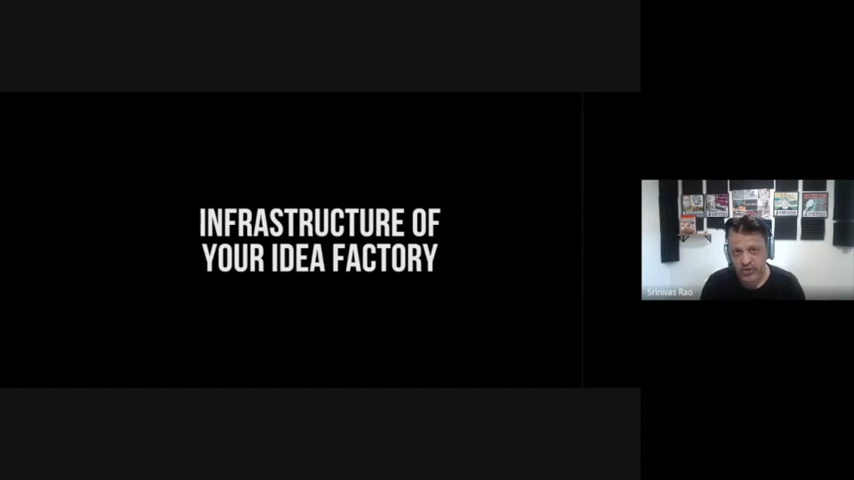 INFRASTRUCTURE OF
YOUR IDEA FACTORY
Srinivas Rao